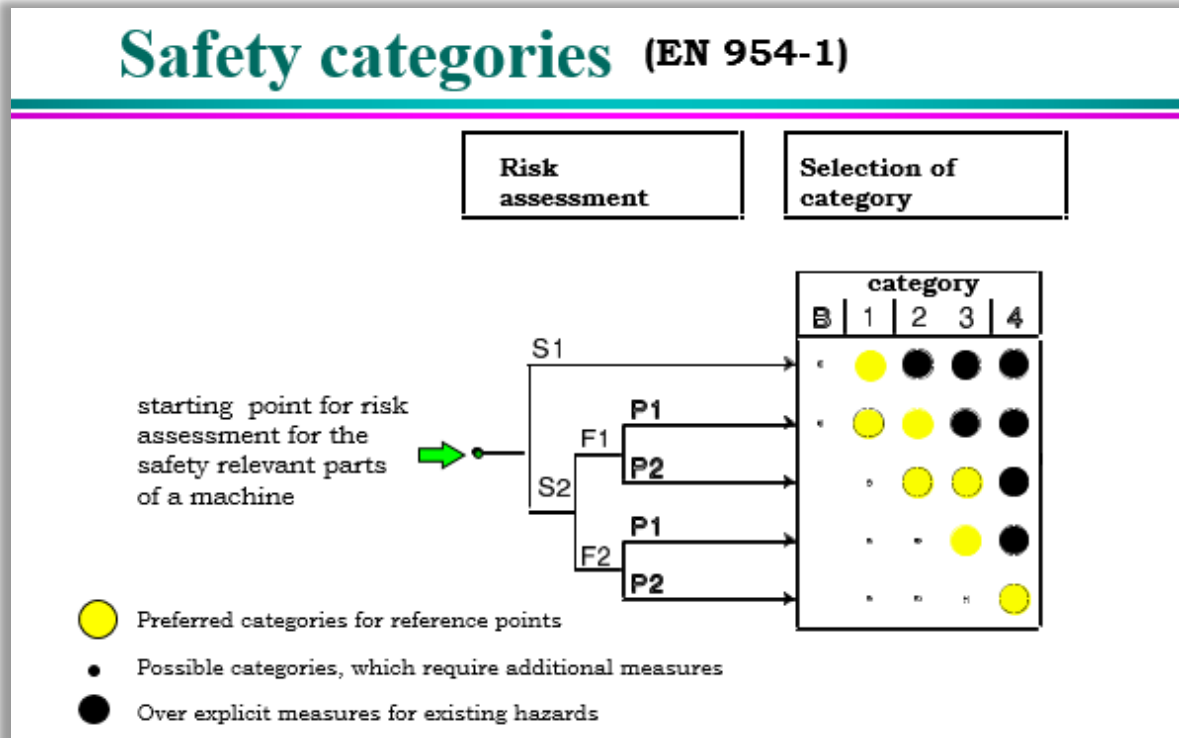 Safety categories (EN 954-1)
Risk
assessment
Selection of
category
category
B 1 2 3 4
S1
starting point for risk
assessment for the
safety relevant parts
of a machine
P1
F1
P2
S2
P1
F2
P2
Preferred categories for reference points
Possible categories, which require additional measures
Over explicit measures for existing hazards